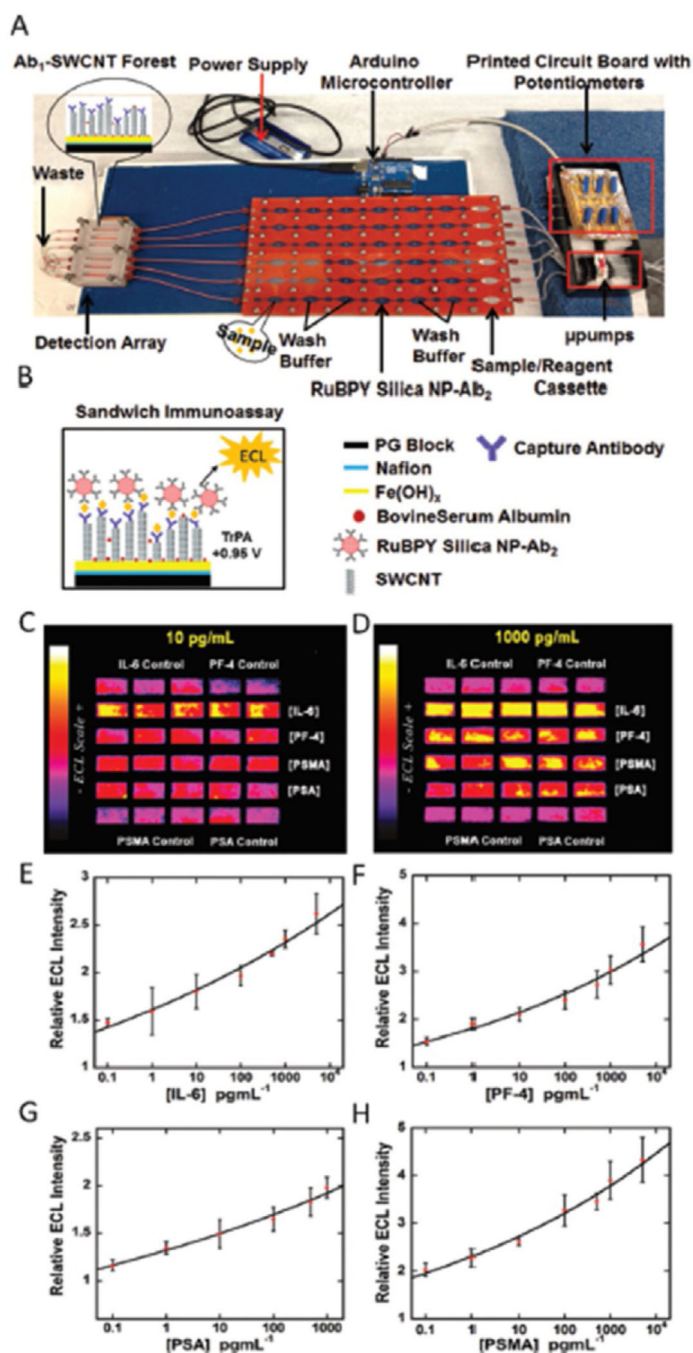 A
Ab₁-SWCNT Forest
Power Supply
Arduino
Microcontroller
Printed Circuit Board with
Potentiometers
Waste
Detection Array
Sample
Wash
Buffer
RuBPY Silica NP-Ab₂
Wash
Buffer
Sample/Reagent
Cassette
µpumps
B
Sandwich Immunoassay
ECL
TrPA
+0.95 V
PG Block
Nafion
Fe(OH)ₓ
BovineSerum Albumin
RuBPY Silica NP-Ab₂
SWCNT
Capture Antibody
C
10 pg/mL
IL-6 Control PF-4 Control
- ECL Scale +
[IL-6]
[PF-4]
[PSMA]
[PSA]
PSMA Control PSA Control
D
1000 pg/mL
IL-6 Control PF-4 Control
- ECL Scale +
[IL-6]
[PF-4]
[PSMA]
[PSA]
PSMA Control PSA Control
E
Relative ECL Intensity
3
2.5
2
1.5
1
0.1 1 10 100 1000 10⁴
[IL-6] pgmL⁻¹
F
Relative ECL Intensity
5
4
3
2
1
0.1 1 10 100 1000 10⁴
[PF-4] pgmL⁻¹
G
Relative ECL Intensity
2.5
2
1.5
1
0.1 1 10 100 1000
[PSA] pgmL⁻¹
H
Relative ECL Intensity
5
4
3
2
1
0.1 1 10 100 1000 10⁴
[PSMA] pgmL⁻¹